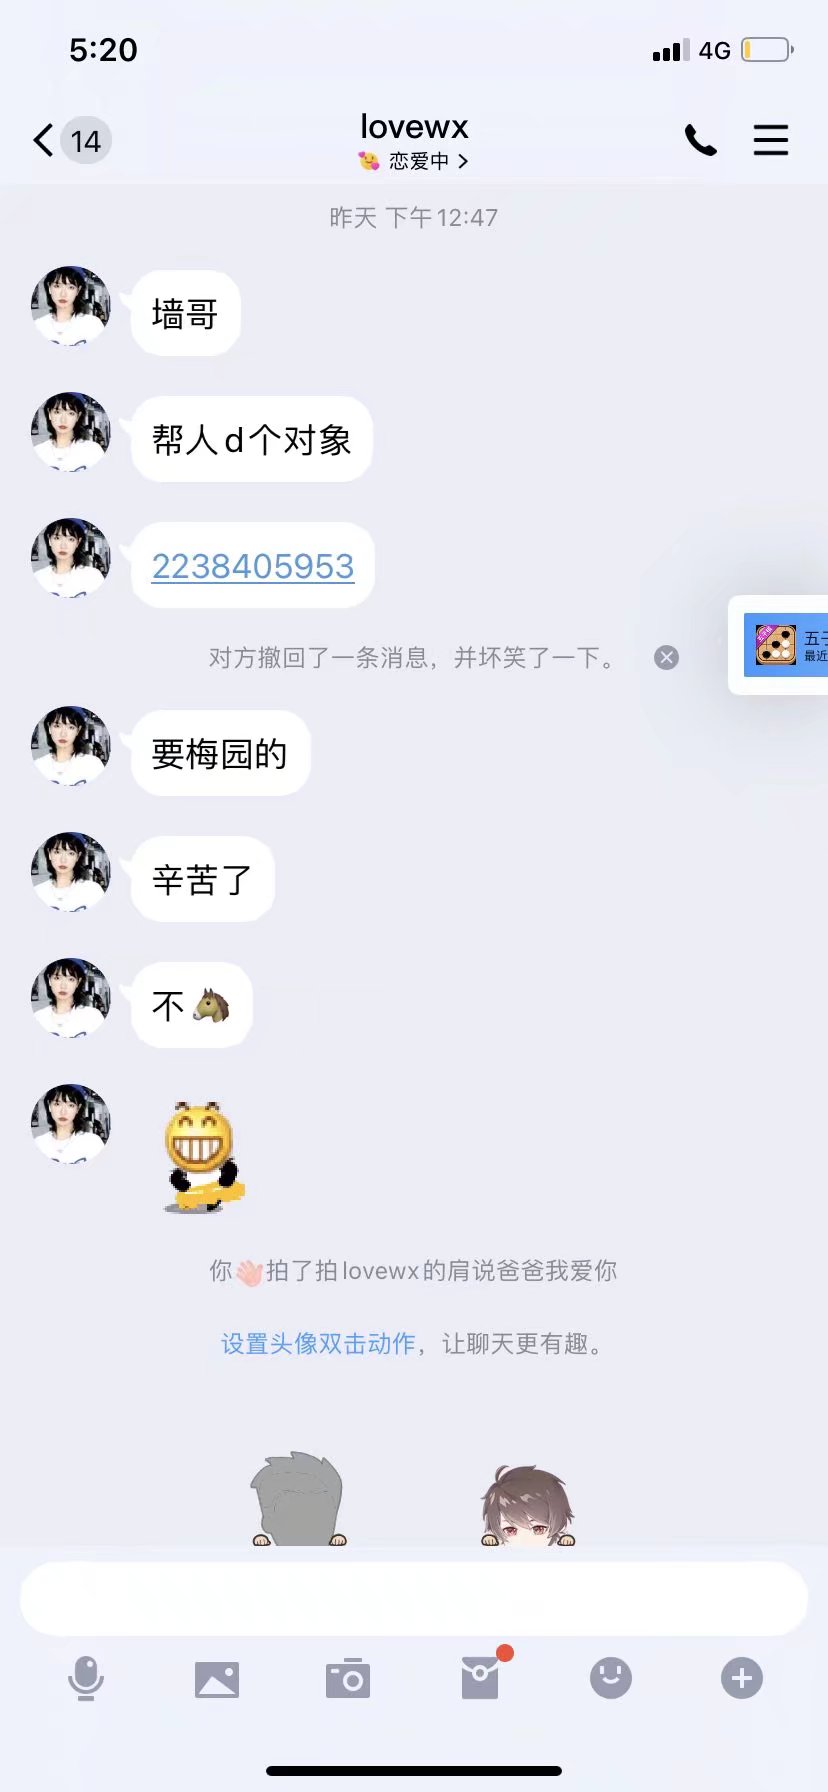 5:20
4G
14
lovewx
恋爱中
昨天 下午12:47
墙哥
帮人d个对象
2238405953
对方撤回了一条消息，并坏笑了一下。
五子
最近
要梅园的
辛苦了
不🐴
你👋拍了拍lovewx的肩说爸爸我爱你
设置头像双击动作，让聊天更有趣。